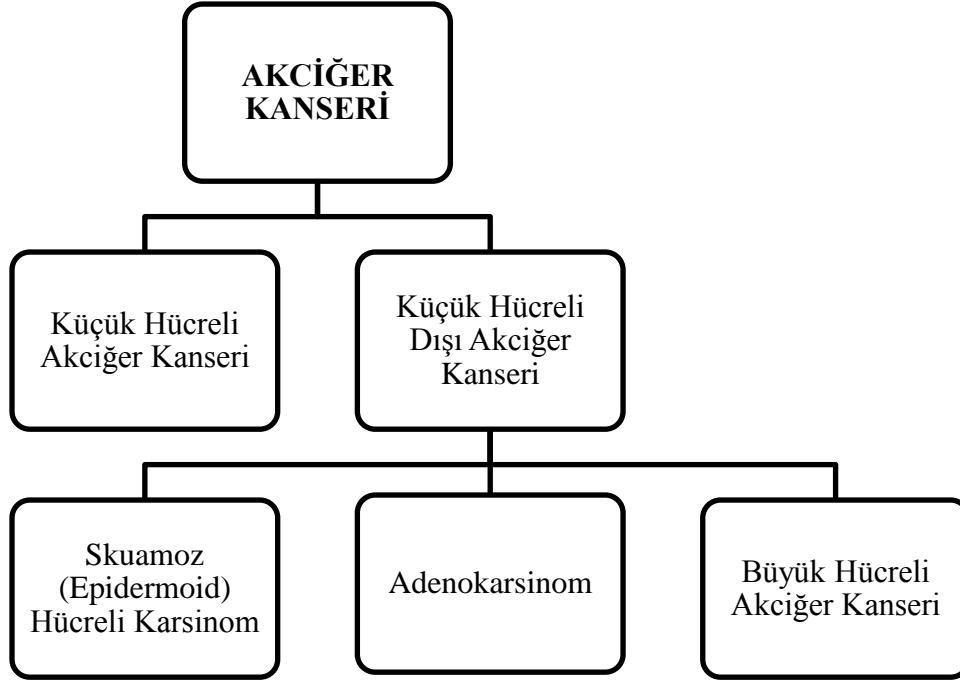 AKCİĞER
KANSERİ
Küçük Hücreli
Akciğer Kanseri
Küçük Hücreli
Dışı Akciğer
Kanseri
Skuamoz
(Epidermoid)
Hücreli Karsinom
Adenokarsinom
Büyük Hücreli
Akciğer Kanseri